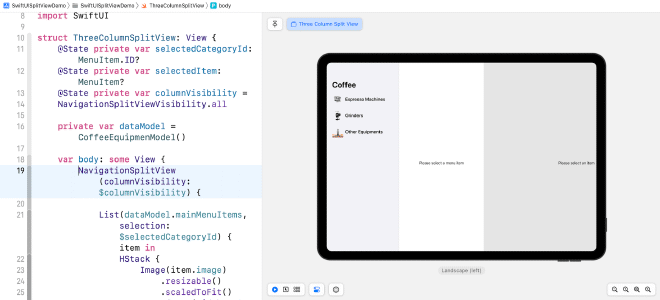 SwiftUISplitViewDemo > SwiftUISplitViewDemo > ThreeColumnSplitView > body
8 import SwiftUI
9
10 struct ThreeColumnSplitView: View {
11 @State private var selectedCategoryId:
MenuItem.ID?
12 @State private var selectedItem:
MenuItem?
13 @State private var columnVisibility =
14 NavigationSplitViewVisibility.all
15
16 private var dataModel =
CoffeeEquipmenModel()
17
18 var body: some View {
19 NavigationSplitView
(columnVisibility:
$columnVisibility) {
20
21 List(dataModel.mainMenuItems,
selection:
$selectedCategoryId) {
item in
22 HStack {
23 Image(item.image)
24 .resizable()
25 .scaledToFit()
Three Column Split View
Coffee
Espresso Machines
Grinders
Other Equipments
Please select a menu item
Please select an item
Landscape (left)